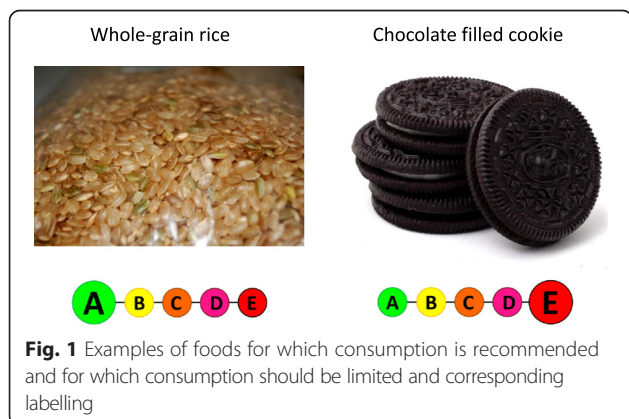 Whole-grain rice
Chocolate filled cookie
A B C D E
A B C D E
Fig. 1 Examples of foods for which consumption is recommended
and for which consumption should be limited and corresponding
labelling